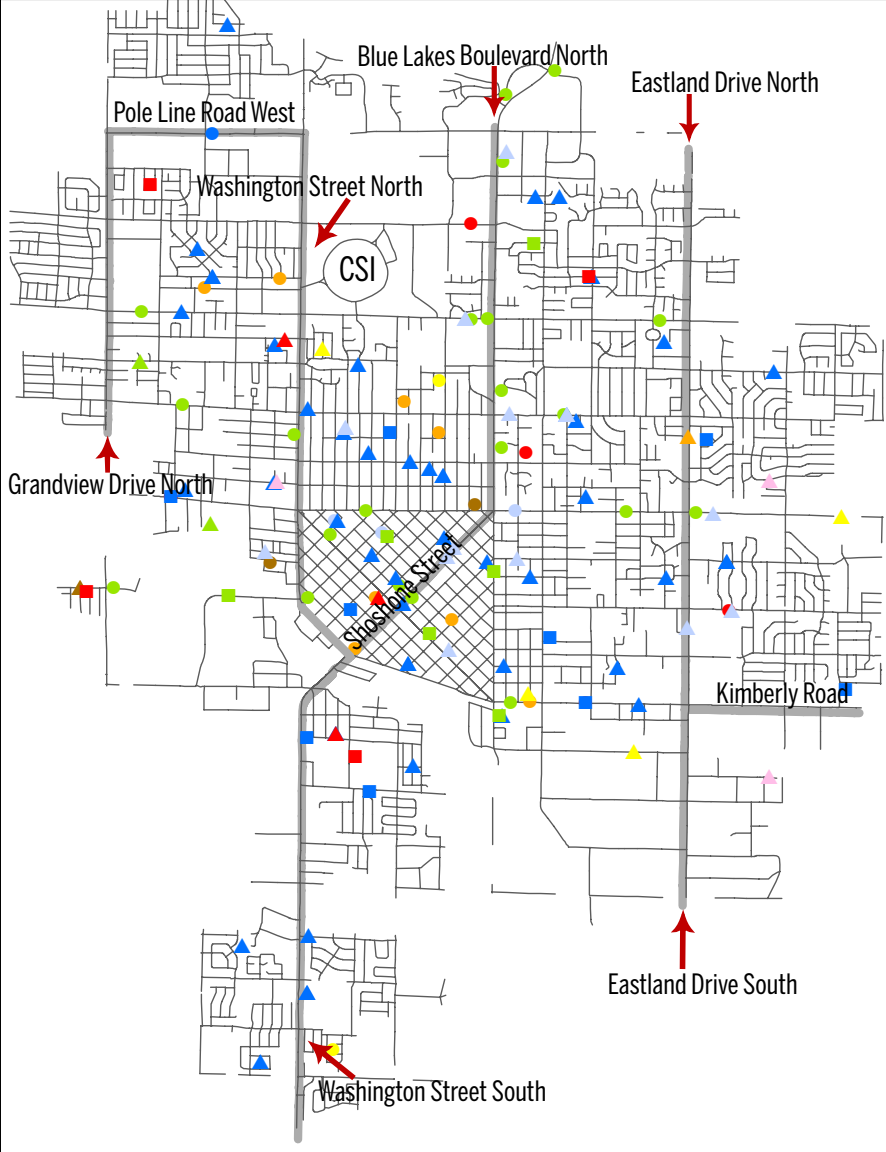 Blue Lakes Boulevard North
Eastland Drive North
Pole Line Road West
Washington Street North
CSI
Grandview Drive North
Shoshone Street
Kimberly Road
Eastland Drive South
Washington Street South